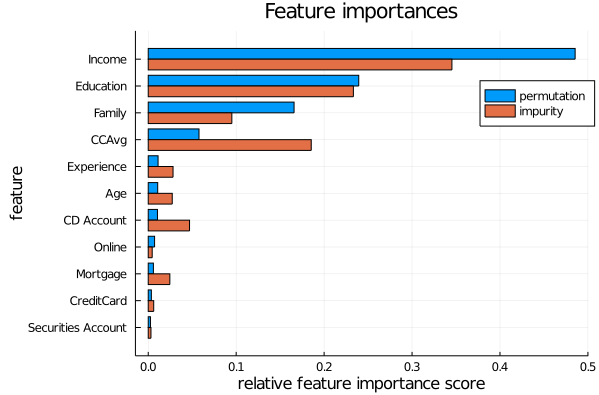 Feature importances
Income
Education
Family
CCAvg
Experience
Age
CD Account
Online
Mortgage
CreditCard
Securities Account
feature
permutation
impurity
0.0 0.1 0.2 0.3 0.4 0.5
relative feature importance score